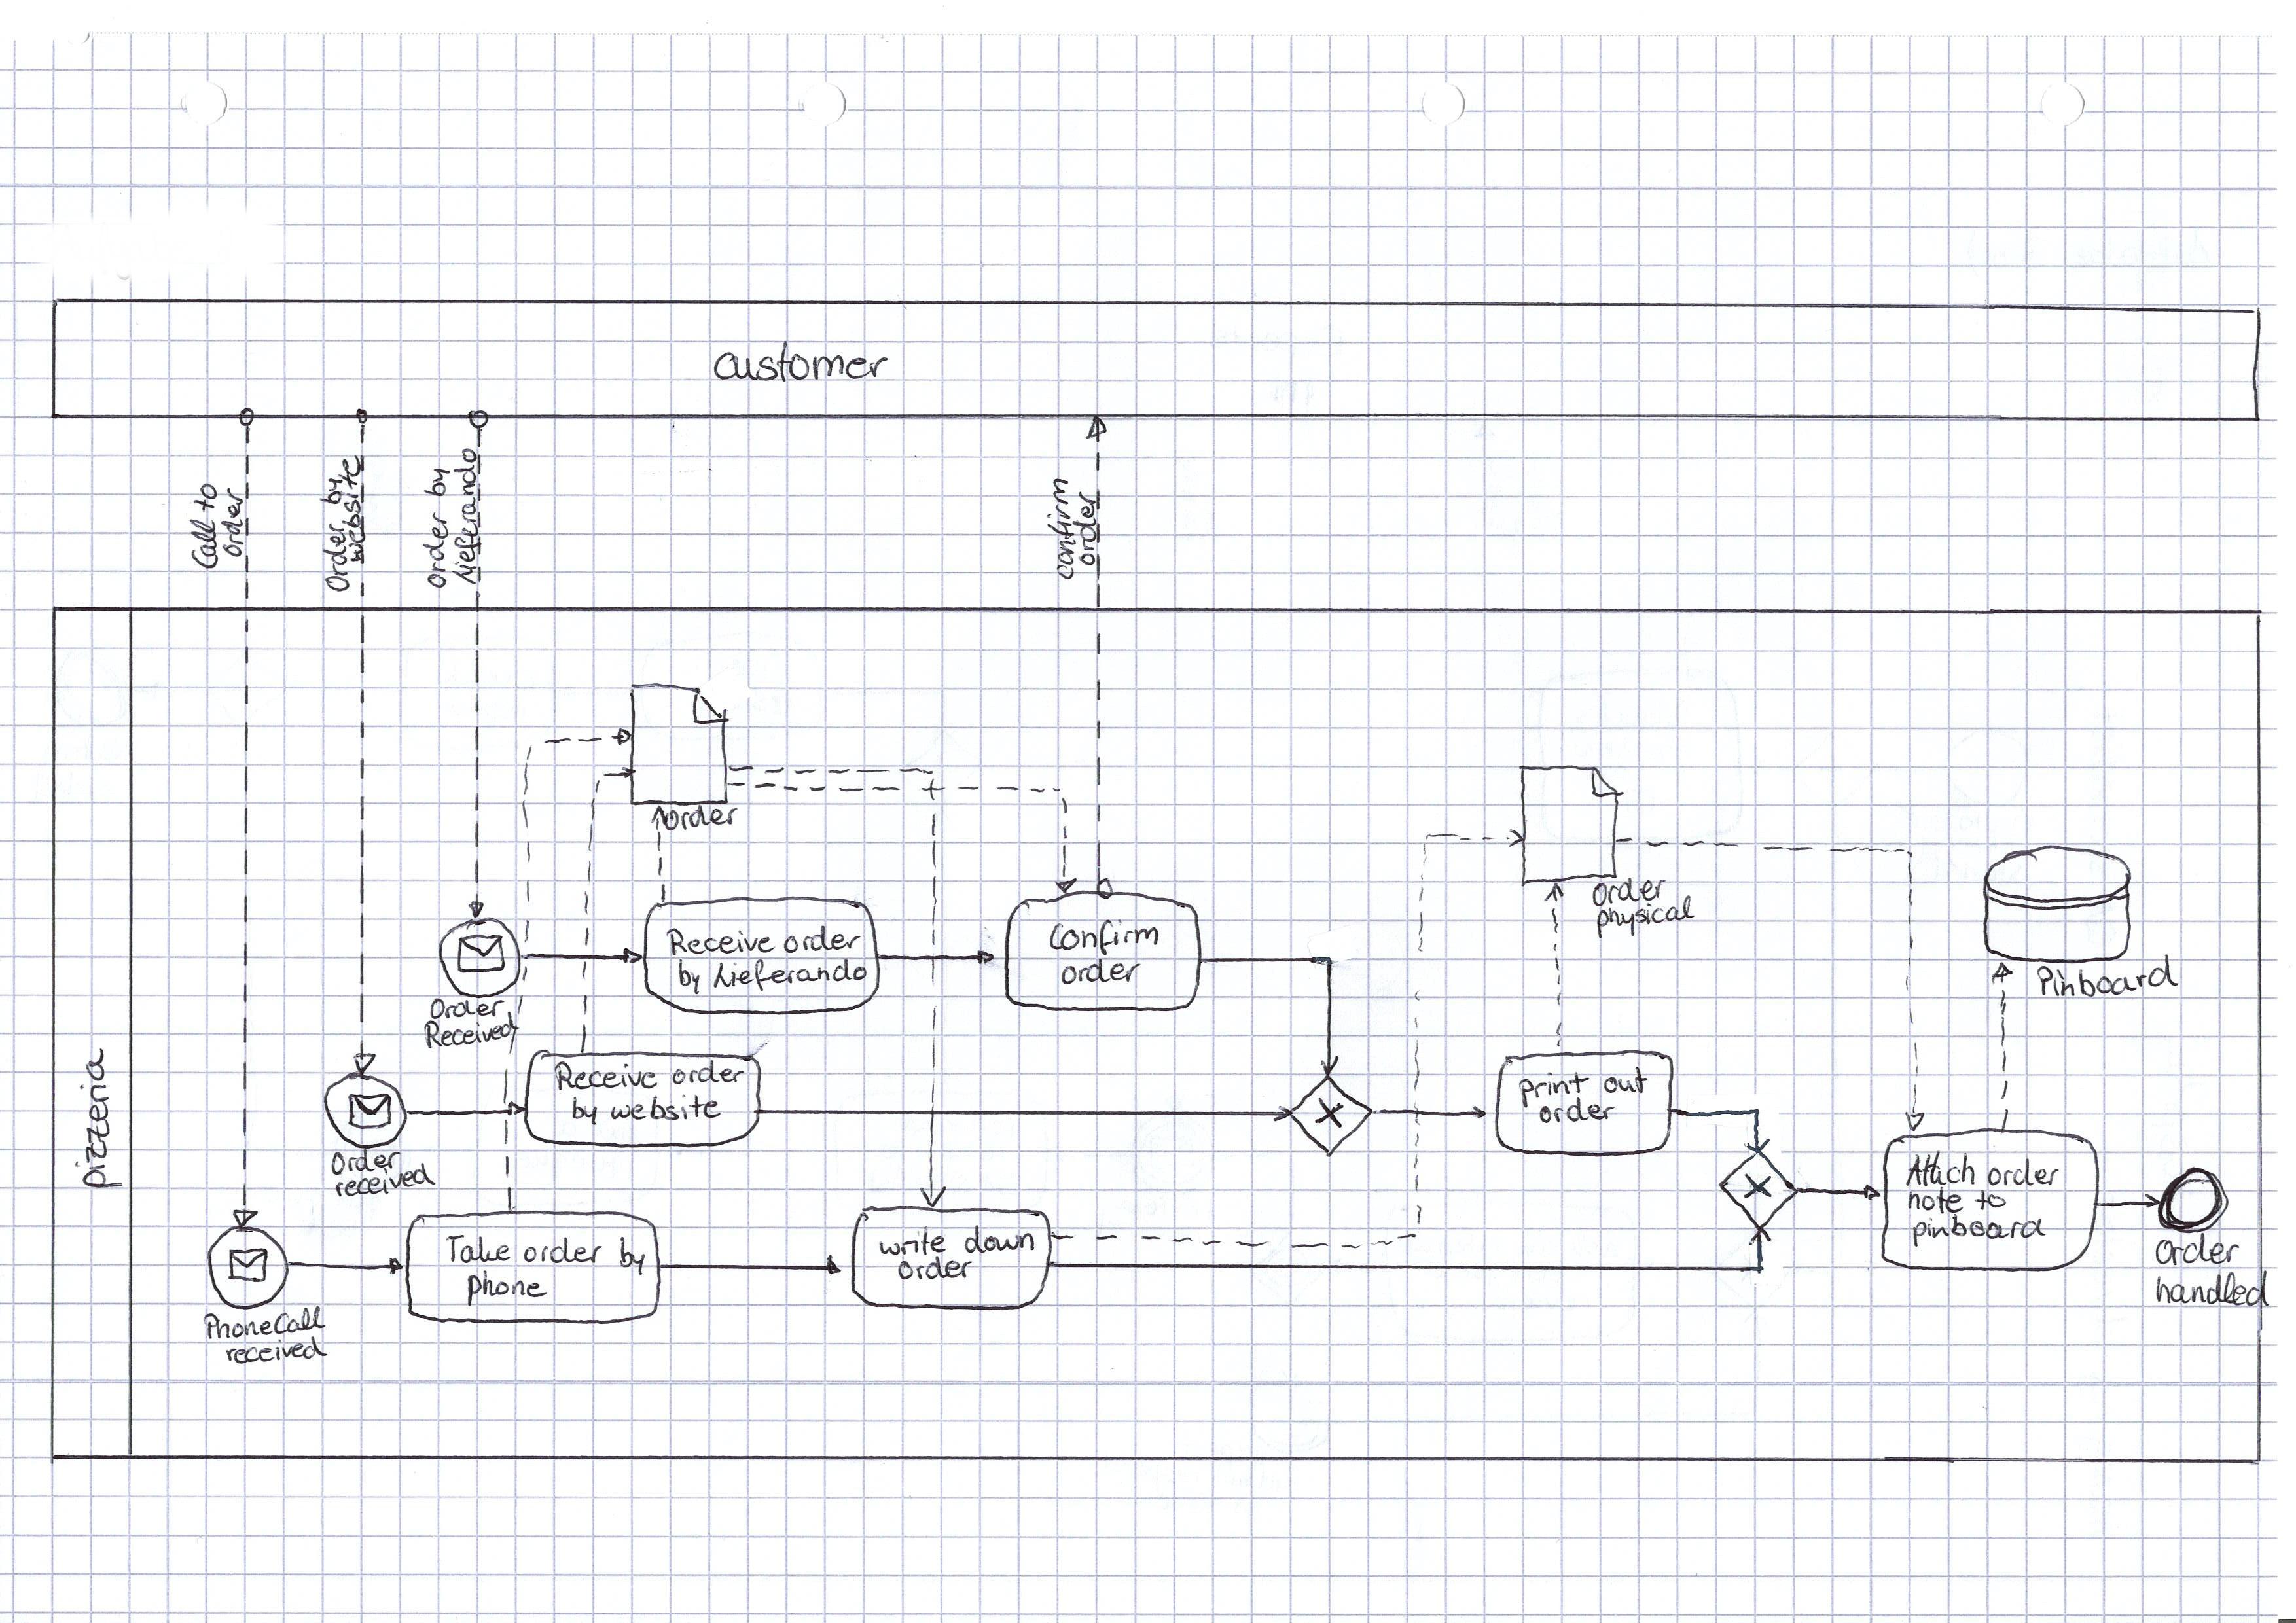 customer
Call to
order
Order by
website
Order by
Lieferando
confirm
order
pizzeria
order
Order
physical
Pinboard
Receive order
by Lieferando
Confirm
order
Order
Received
Receive order
by website
print out
order
Order
received
Attach order
note to
pinboard
Take order by
phone
write down
order
Order
handled
PhoneCall
received